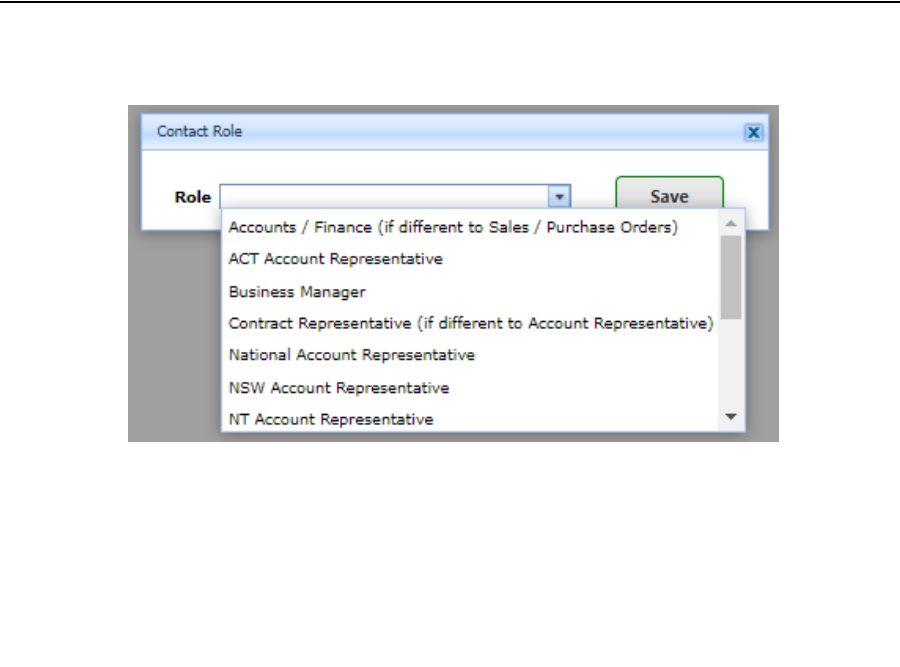 Contact Role
Role
Save
Accounts / Finance (if different to Sales / Purchase Orders)
ACT Account Representative
Business Manager
Contract Representative (if different to Account Representative)
National Account Representative
NSW Account Representative
NT Account Representative